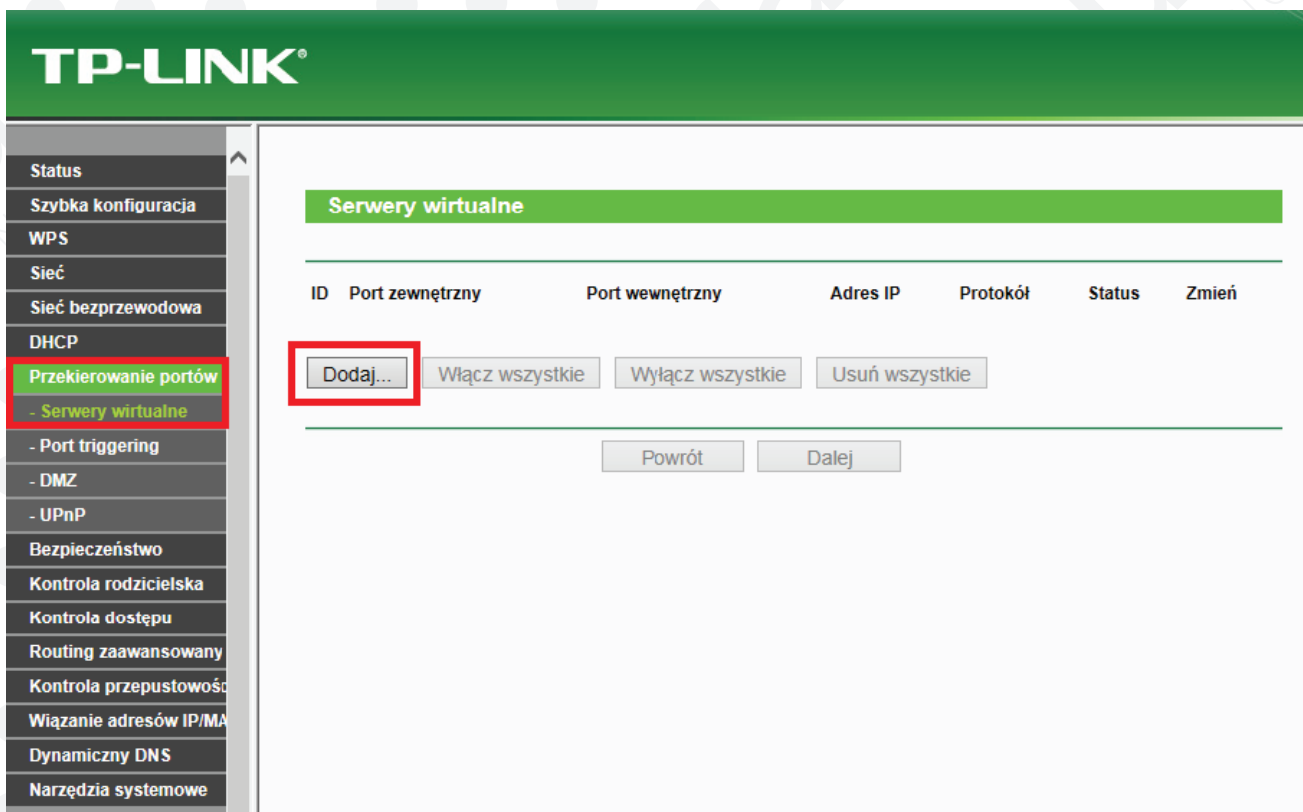 TP-LINK®
Status
Szybka konfiguracja
WPS
Sieć
Sieć bezprzewodowa
DHCP
Przekierowanie portów
- Serwery wirtualne
- Port triggering
- DMZ
- UPnP
Bezpieczeństwo
Kontrola rodzicielska
Kontrola dostępu
Routing zaawansowany
Kontrola przepustowośc
Wiązanie adresów IP/MA
Dynamiczny DNS
Narzędzia systemowe
Serwery wirtualne
ID Port zewnętrzny Port wewnętrzny Adres IP Protokół Status Zmień
Dodaj... Włącz wszystkie Wyłącz wszystkie Usuń wszystkie
Powrót Dalej